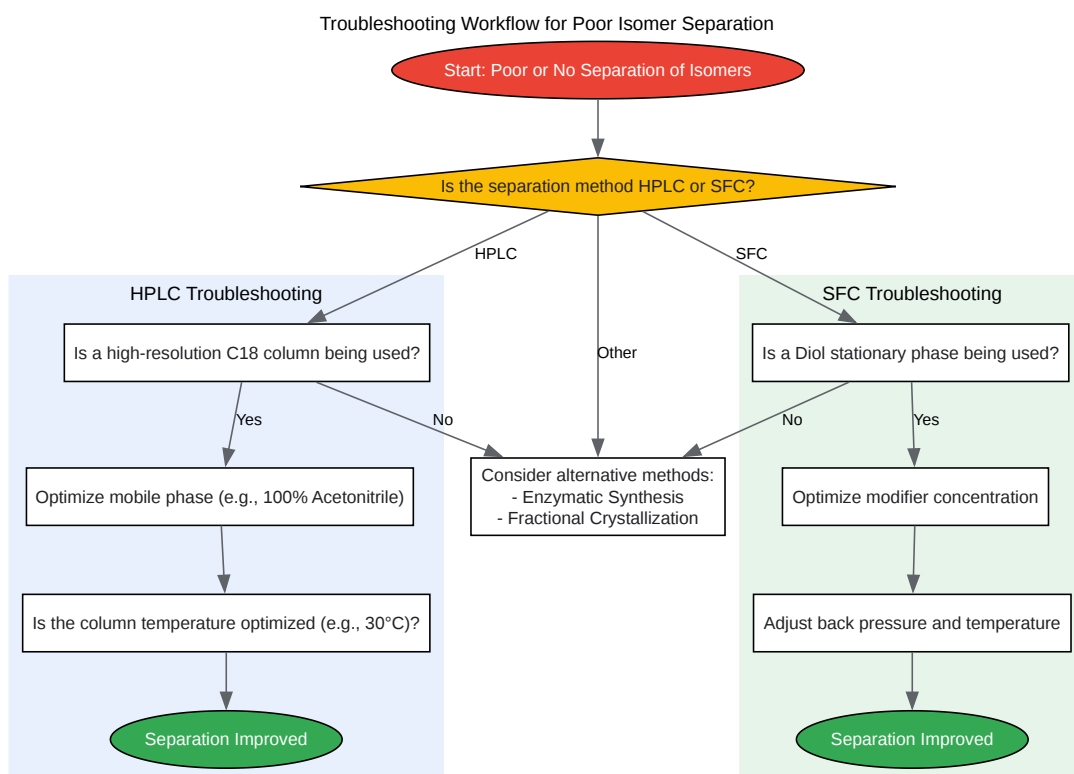 Troubleshooting Workflow for Poor Isomer Separation
Start: Poor or No Separation of Isomers
Is the separation method HPLC or SFC?
HPLC
SFC
Other
HPLC Troubleshooting
Is a high-resolution C18 column being used?
Yes
No
Optimize mobile phase (e.g., 100% Acetonitrile)
Is the column temperature optimized (e.g., 30°C)?
Separation Improved
Consider alternative methods:
- Enzymatic Synthesis
- Fractional Crystallization
SFC Troubleshooting
Is a Diol stationary phase being used?
No
Yes
Optimize modifier concentration
Adjust back pressure and temperature
Separation Improved